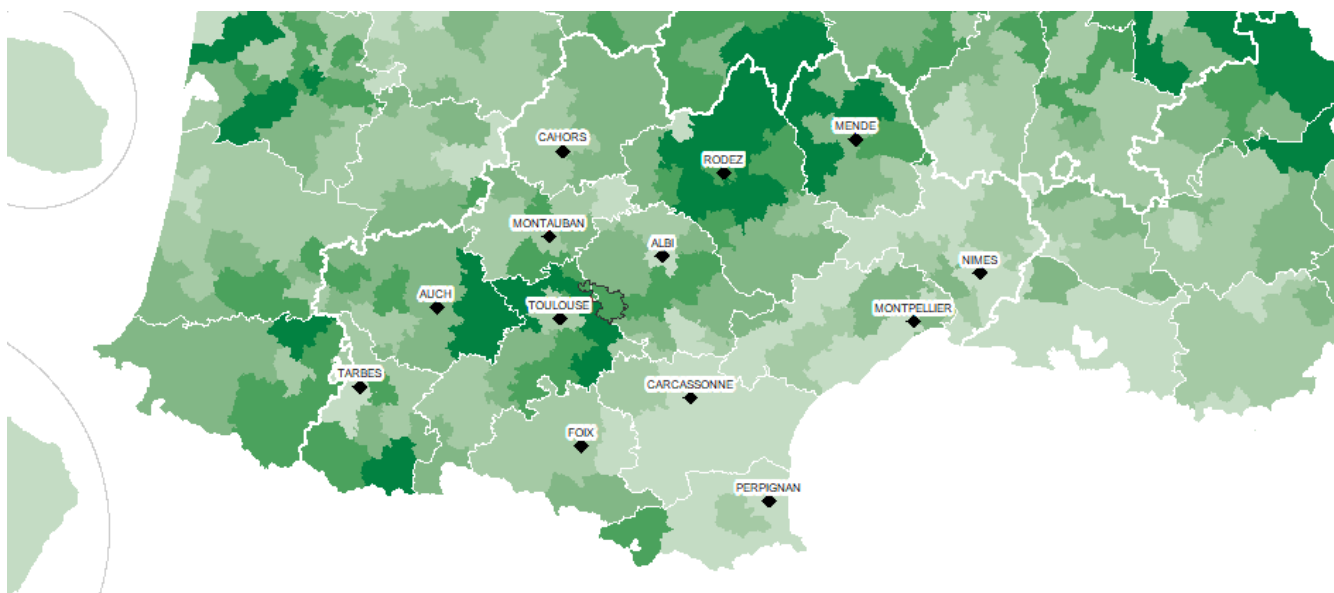 MENDE
CAHORS
RODEZ
MONTAUBAN
ALBI
NIMES
AUCH
TOULOUSE
MONTPELLIER
TARBES
CARCASSONNE
FOIX
PERPIGNAN